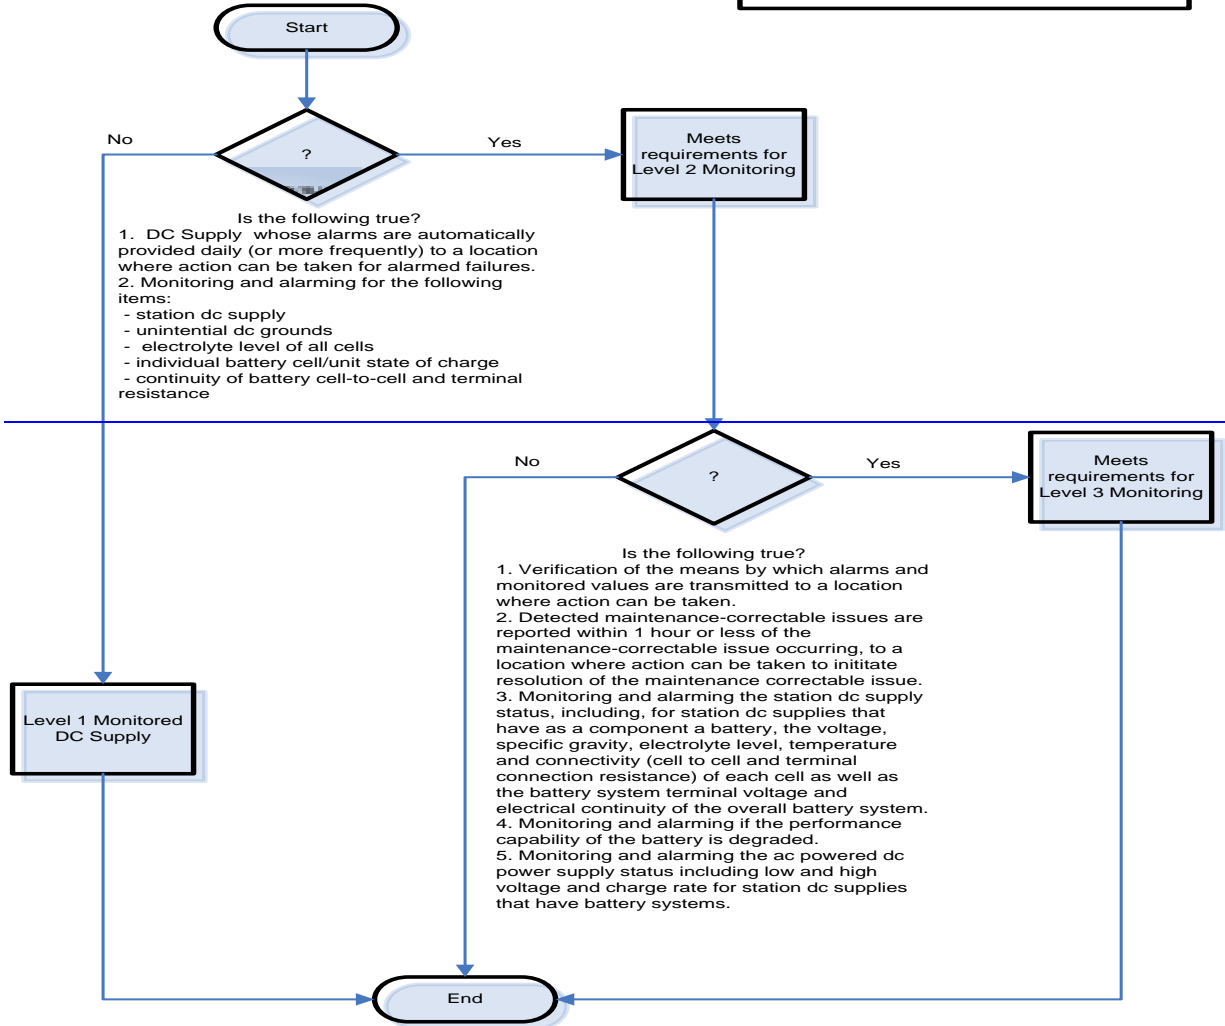 Start
No
?
Yes
Meets
requirements for
Level 2 Monitoring
Is the following true?
1.  DC Supply  whose alarms are automatically
provided daily (or more frequently) to a location
where action can be taken for alarmed failures.
2. Monitoring and alarming for the following
items:
- station dc supply
- unintential dc grounds
-  electrolyte level of all cells
- individual battery cell/unit state of charge
- continuity of battery cell-to-cell and terminal
resistance
No
?
Yes
Meets
requirements for
Level 3 Monitoring
Is the following true?
1. Verification of the means by which alarms and
monitored values are transmitted to a location
where action can be taken.
2. Detected maintenance-correctable issues are
reported within 1 hour or less of the
maintenance-correctable issue occurring, to a
location where action can be taken to inititate
resolution of the maintenance correctable issue.
3. Monitoring and alarming the station dc supply
status, including, for station dc supplies that
have as a component a battery, the voltage,
specific gravity, electrolyte level, temperature
and connectivity (cell to cell and terminal
connection resistance) of each cell as well as
the battery system terminal voltage and
electrical continuity of the overall battery system.
4. Monitoring and alarming if the performance
capability of the battery is degraded.
5. Monitoring and alarming the ac powered dc
power supply status including low and high
voltage and charge rate for station dc supplies
that have battery systems.
Level 1 Monitored
DC Supply
End